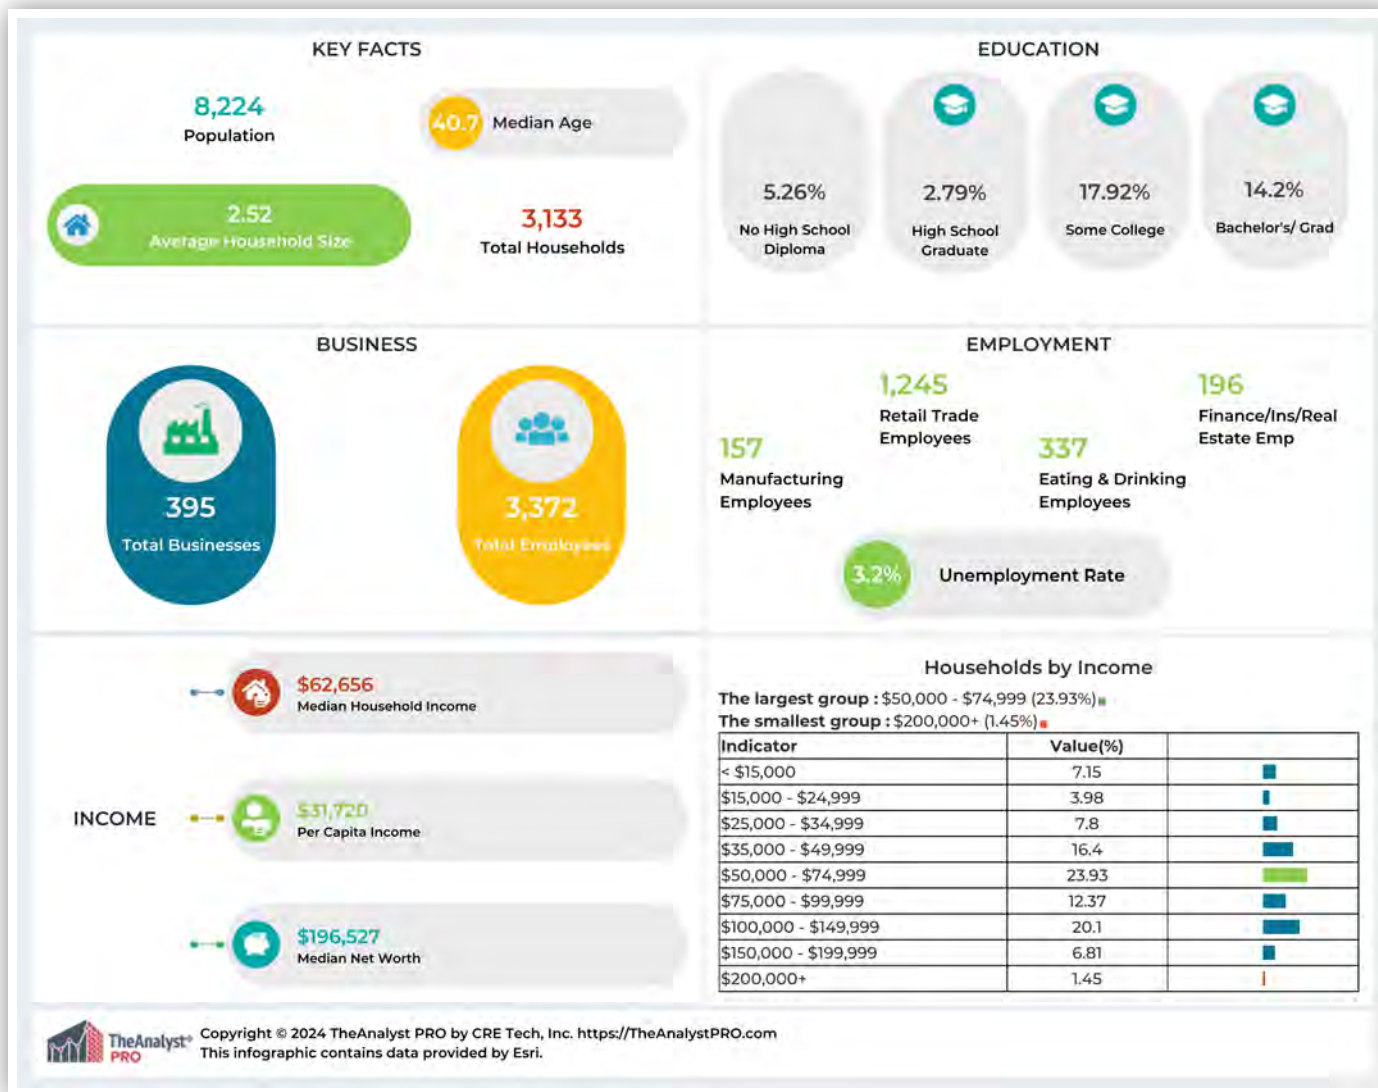 KEY FACTS
8,224
Population
40.7 Median Age
2.52
Average Household Size
3,133
Total Households
EDUCATION
5.26%
No High School
Diploma
2.79%
High School
Graduate
17.92%
Some College
14.2%
Bachelor's/ Grad
BUSINESS
395
Total Businesses
3,372
Total Employees
EMPLOYMENT
157
Manufacturing
Employees
1,245
Retail Trade
Employees
337
Eating & Drinking
Employees
196
Finance/Ins/Real
Estate Emp
3.2% Unemployment Rate
INCOME
$62,656
Median Household Income
$31,720
Per Capita Income
$196,527
Median Net Worth
Households by Income
The largest group : $50,000 - $74,999 (23.93%)
The smallest group : $200,000+ (1.45%)
Indicator Value(%)
< $15,000 7.15
$15,000 - $24,999 3.98
$25,000 - $34,999 7.8
$35,000 - $49,999 16.4
$50,000 - $74,999 23.93
$75,000 - $99,999 12.37
$100,000 - $149,999 20.1
$150,000 - $199,999 6.81
$200,000+ 1.45
TheAnalyst®
PRO
Copyright © 2024 TheAnalyst PRO by CRE Tech, Inc. https://TheAnalystPRO.com
This infographic contains data provided by Esri.